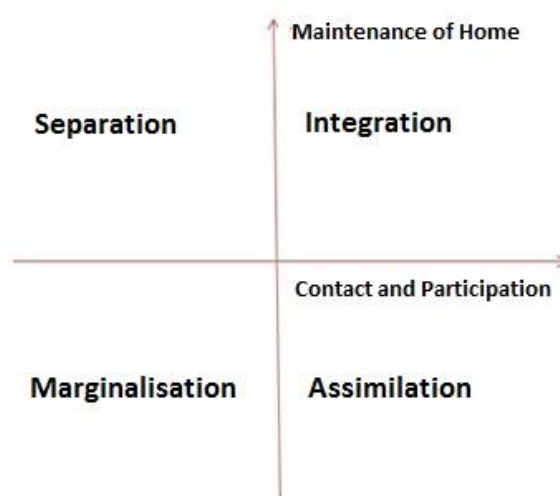 Maintenance of Home
Separation
Integration
Contact and Participation
Marginalisation
Assimilation